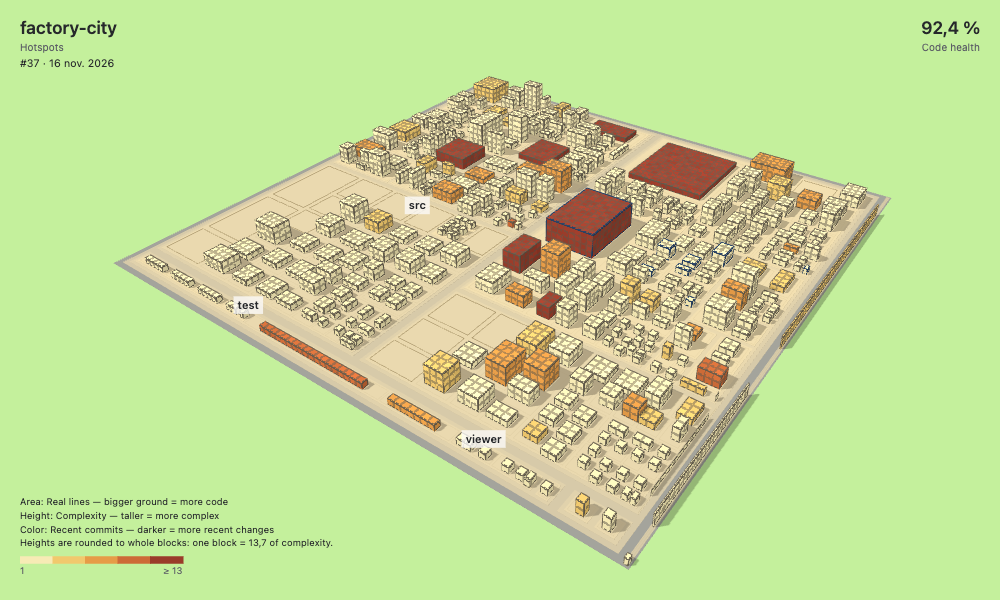 factory-city
Hotspots
#37 · 16 nov. 2026
92,4 %
Code health
src
test
viewer
Area: Real lines — bigger ground = more code
Height: Complexity — taller = more complex
Color: Recent commits — darker = more recent changes
Heights are rounded to whole blocks: one block = 13,7 of complexity.
1
≥ 13